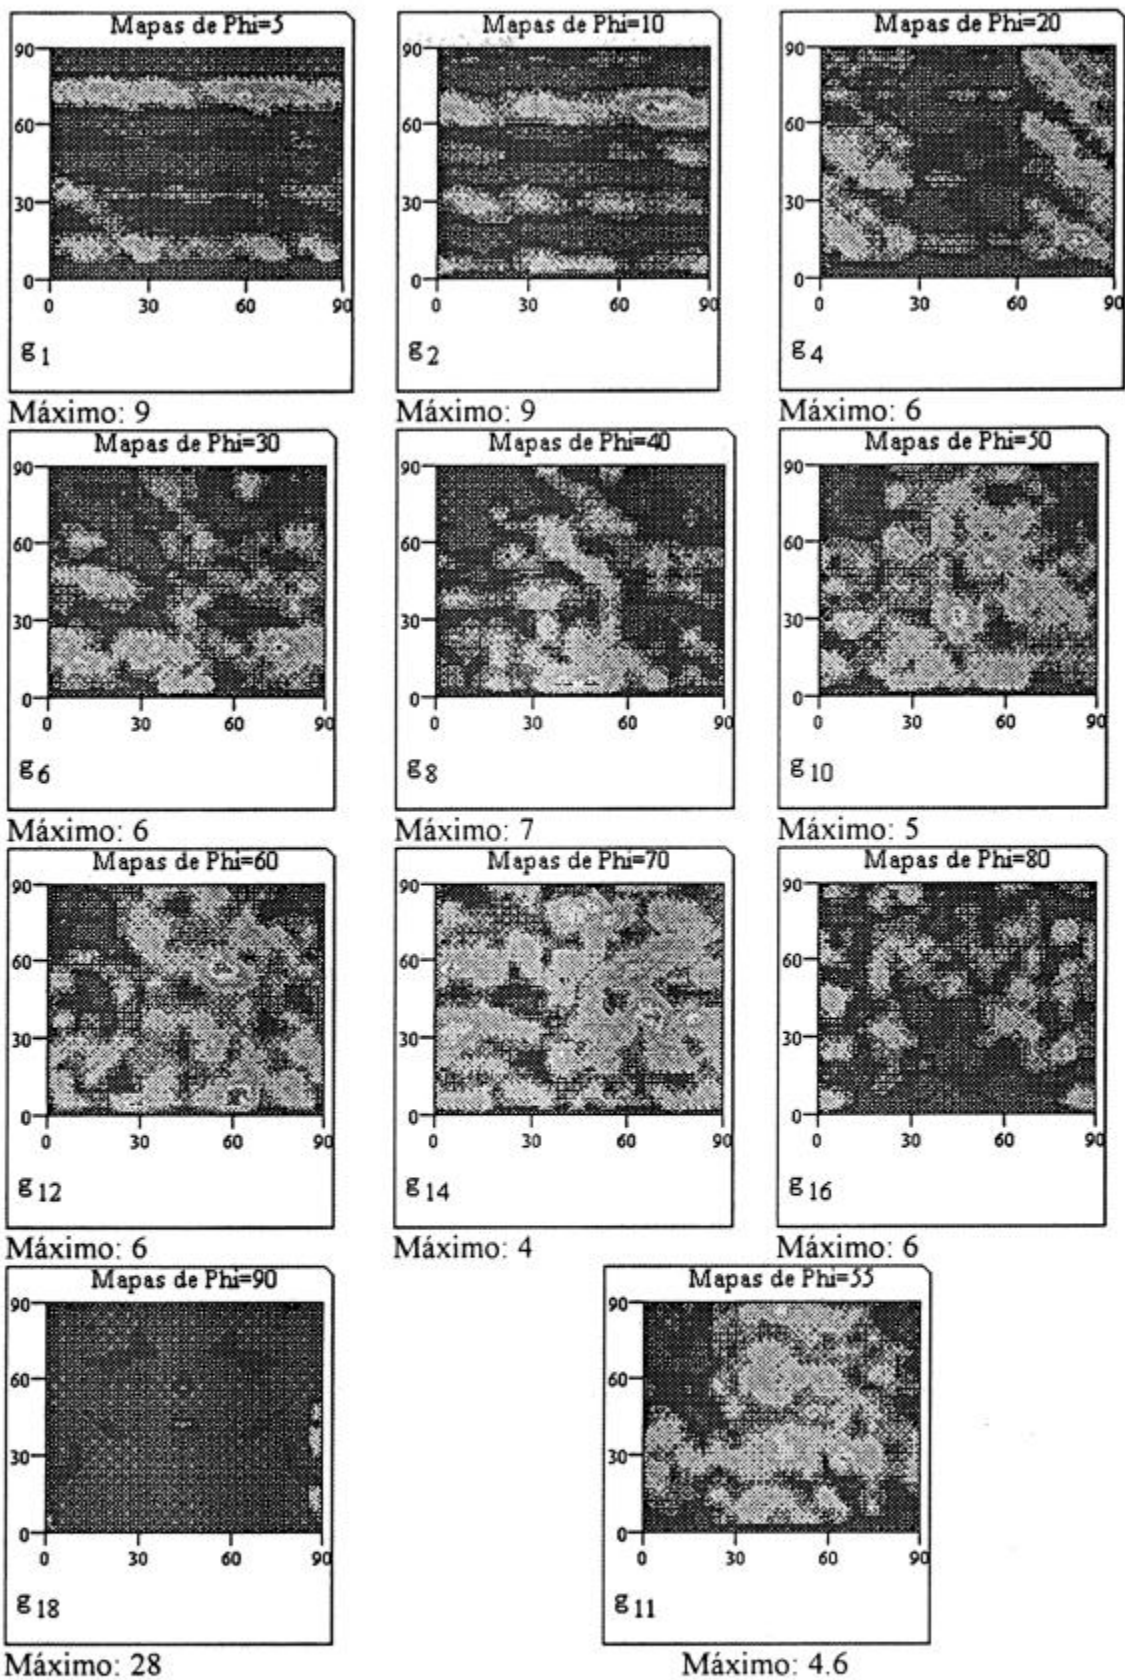 Mapas de Phi=5
90
60
30
0
0 30 60 90
g1
Máximo: 9
Mapas de Phi=10
90
60
30
0
0 30 60 90
g2
Máximo: 9
Mapas de Phi=20
90
60
30
0
0 30 60 90
g4
Máximo: 6
Mapas de Phi=30
90
60
30
0
0 30 60 90
g6
Máximo: 6
Mapas de Phi=40
90
60
30
0
0 30 60 90
g8
Máximo: 7
Mapas de Phi=50
90
60
30
0
0 30 60 90
g10
Máximo: 5
Mapas de Phi=60
90
60
30
0
0 30 60 90
g12
Máximo: 6
Mapas de Phi=70
90
60
30
0
0 30 60 90
g14
Máximo: 4
Mapas de Phi=80
90
60
30
0
0 30 60 90
g16
Máximo: 6
Mapas de Phi=90
90
60
30
0
0 30 60 90
g18
Máximo: 28
Mapas de Phi=55
90
60
30
0
0 30 60 90
g11
Máximo: 4.6